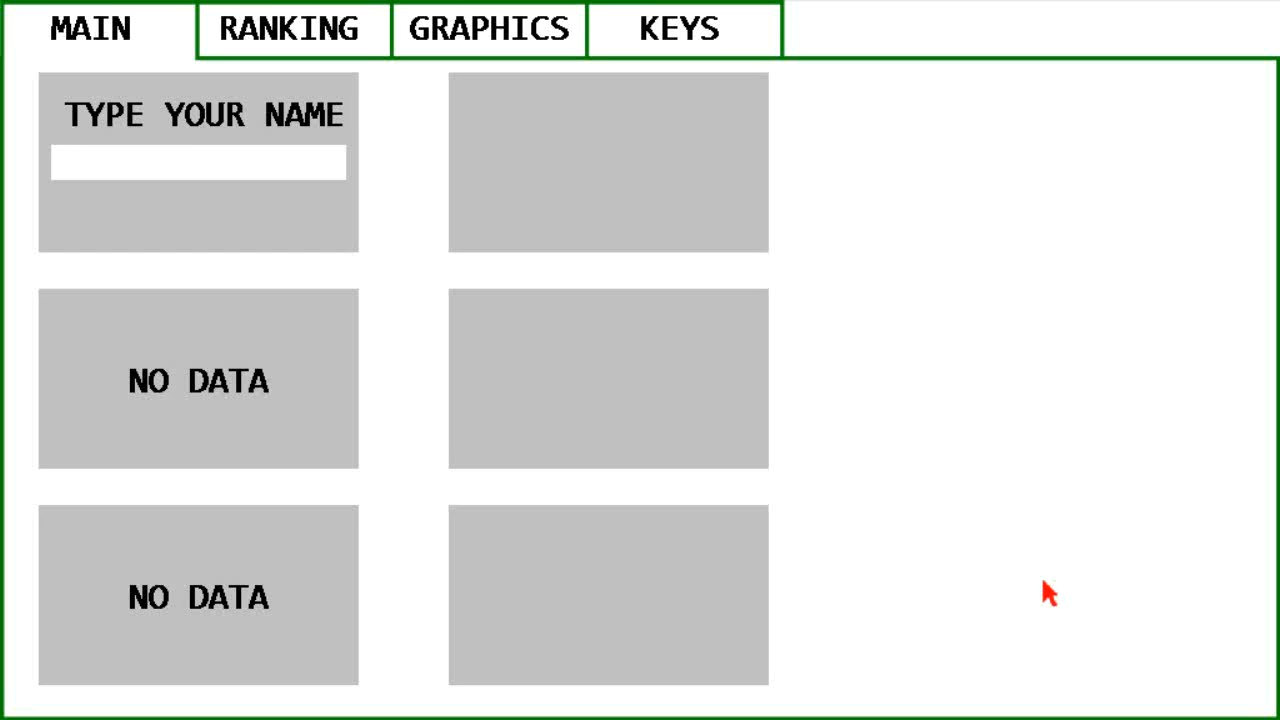 MAIN RANKING GRAPHICS KEYS
TYPE YOUR NAME
NO DATA
NO DATA